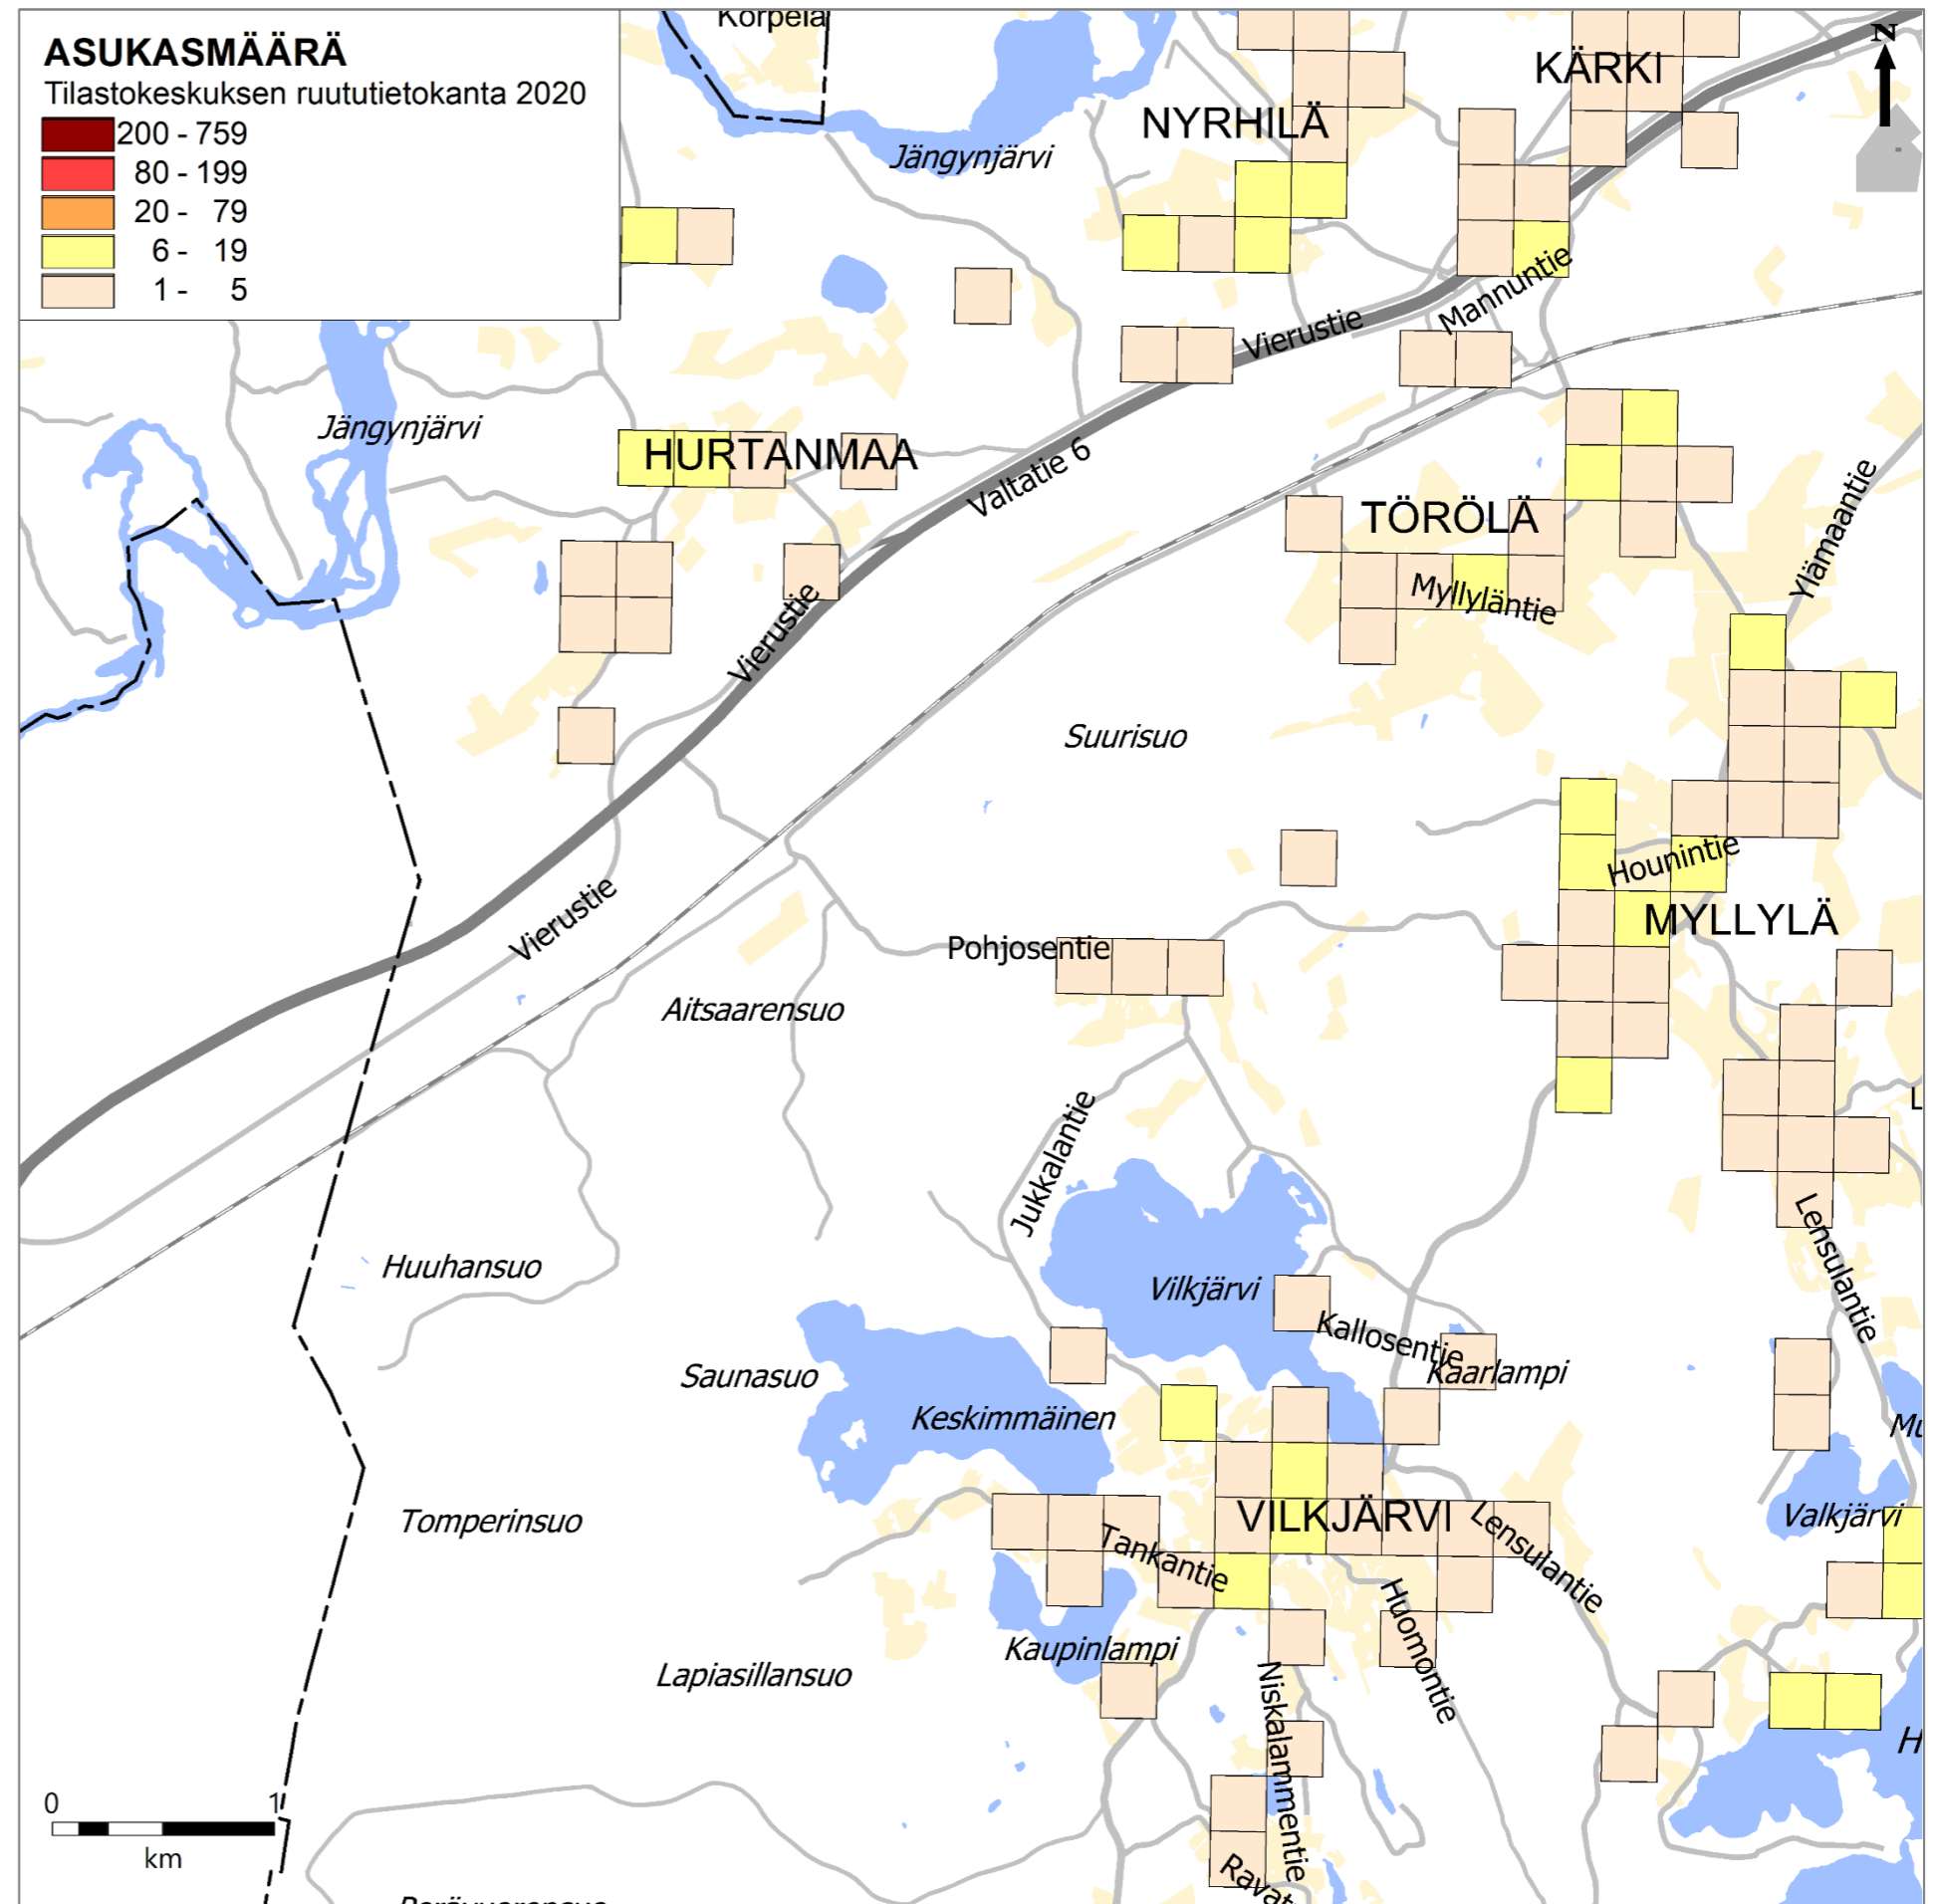 Korpela
ASUKASMÄÄRÄ
Tilastokeskuksen ruututietokanta 2020
200 - 759
80 - 199
20 - 79
6 - 19
1 - 5
N
KÄRKI
NYRHILÄ
Jängynjärvi
Mannuntie
Vierustie
Jängynjärvi
HURTANMAA
Valtatie 6
TÖRÖLÄ
Ylämaantie
Myllyläntie
Vierustie
Suurisuo
Hounintie
Vierustie
MYLLYLÄ
Pohjosentie
Aitsaarensuo
Jukkalantie
L
Lensulantie
Huuhansuo
Vilkjärvi
Kallosentie
Kaarlampi
Saunasuo
Keskimmäinen
Mu
Tomperinsuo
VILKJÄRVI
Lensulantie
Valkjärvi
Tankantie
Huomontie
Kaupinlampi
Lapiasillansuo
Niskalammentie
H
0 1
km
Ravat